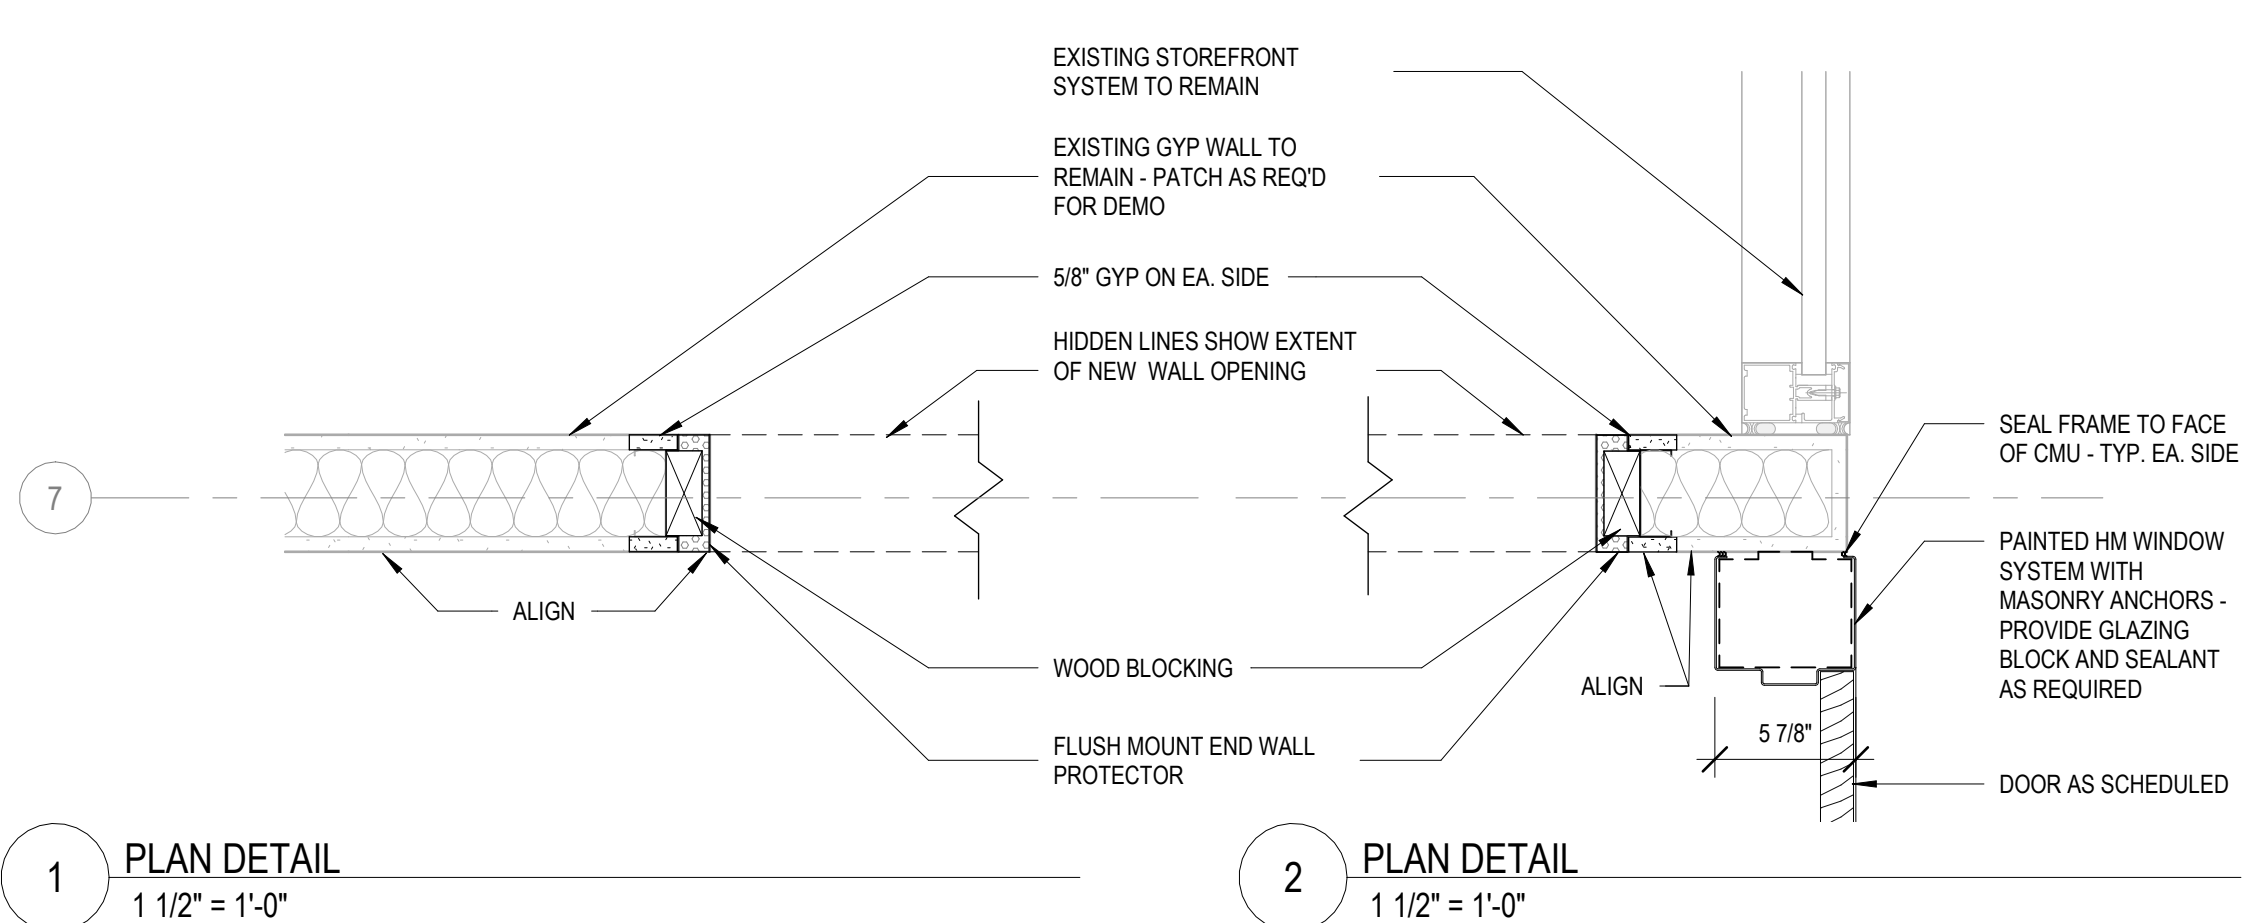 EXISTING STOREFRONT
SYSTEM TO REMAIN
EXISTING GYP WALL TO
REMAIN - PATCH AS REQ'D
FOR DEMO
5/8" GYP ON EA. SIDE
HIDDEN LINES SHOW EXTENT
OF NEW WALL OPENING
SEAL FRAME TO FACE
OF CMU - TYP. EA. SIDE
7
PAINTED HM WINDOW
SYSTEM WITH
MASONRY ANCHORS -
PROVIDE GLAZING
BLOCK AND SEALANT
AS REQUIRED
ALIGN
WOOD BLOCKING
ALIGN
5 7/8"
FLUSH MOUNT END WALL
PROTECTOR
DOOR AS SCHEDULED
1
PLAN DETAIL
1 1/2" = 1'-0"
2
PLAN DETAIL
1 1/2" = 1'-0"